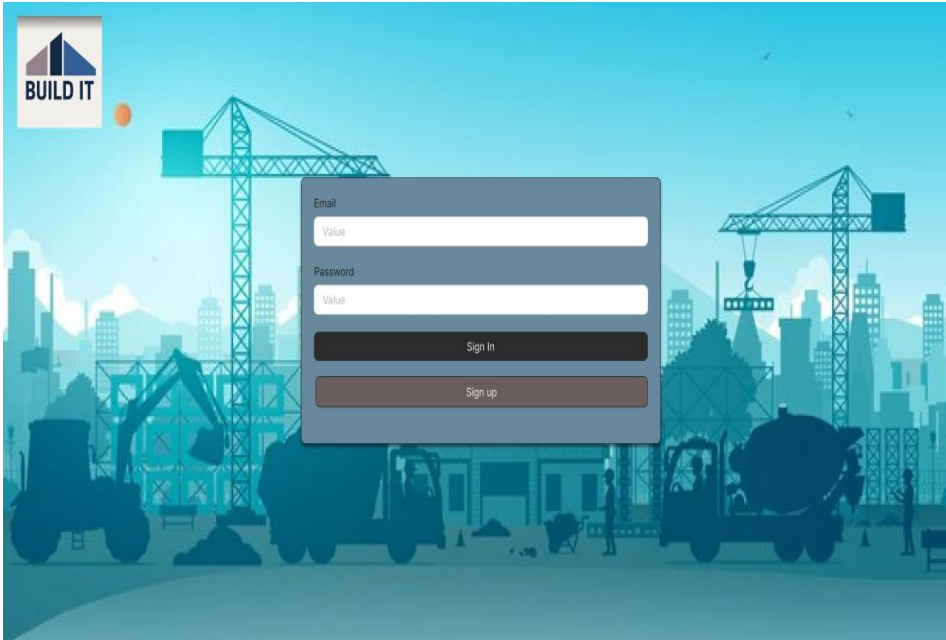 BUILD IT
Email
Value
Password
Value
Sign In
Sign up